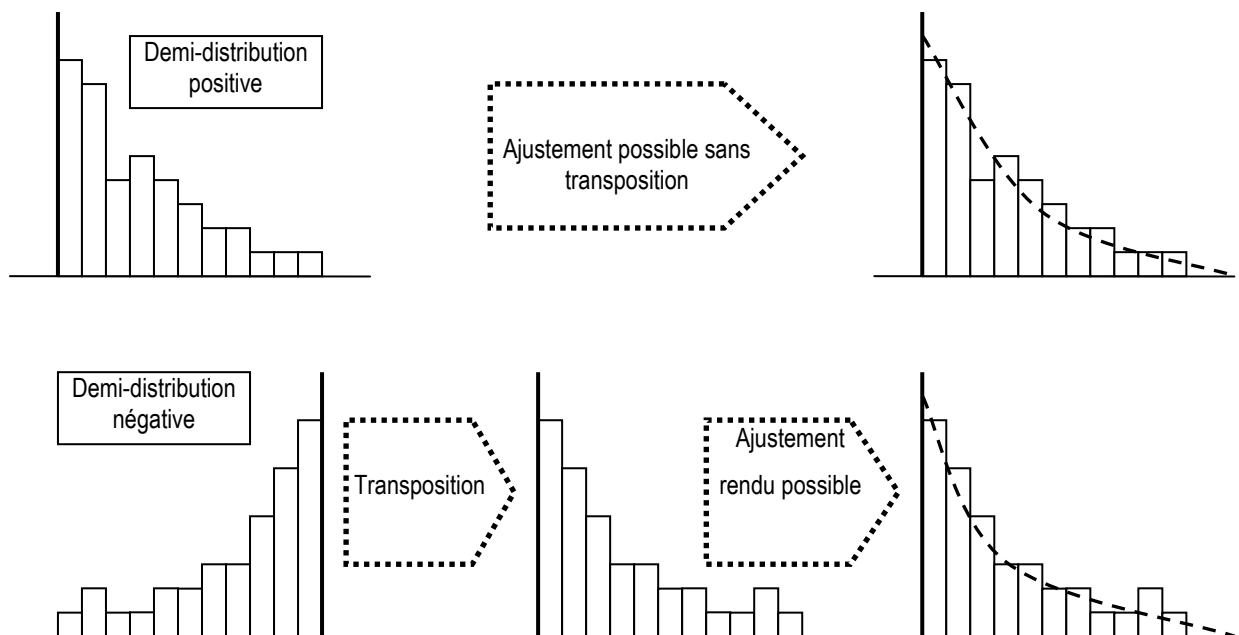 Demi-distribution
positive
Ajustement possible sans
transposition
Demi-distribution
négative
Transposition
Ajustement
rendu possible